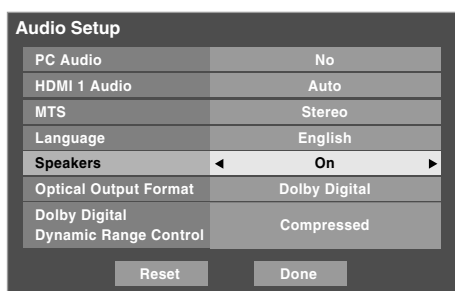 Audio Setup
PC Audio No
HDMI 1 Audio Auto
MTS Stereo
Language English
Speakers On
Optical Output Format Dolby Digital
Dolby Digital
Dynamic Range Control Compressed
Reset Done